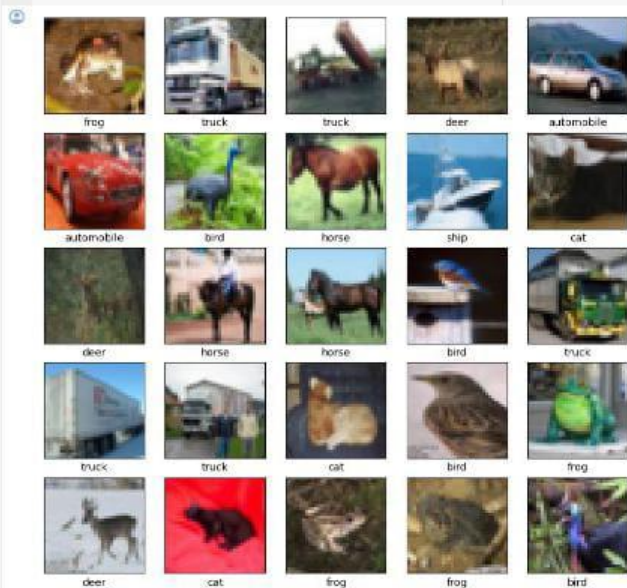 frog truck truck deer automobile
automobile bird horse ship cat
deer horse horse bird truck
truck truck cat bird frog
deer cat frog frog bird